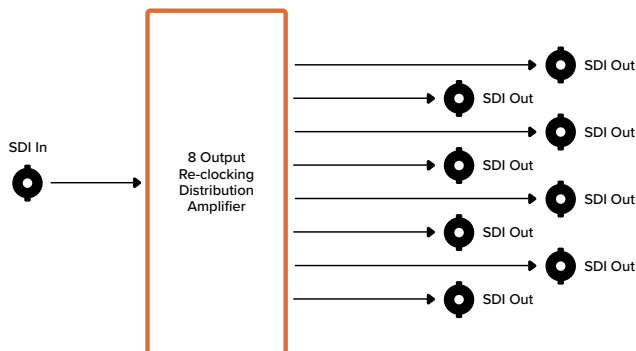 SDI In
8 Output
Re-clocking
Distribution
Amplifier
SDI Out
SDI Out
SDI Out
SDI Out
SDI Out
SDI Out
SDI Out
SDI Out